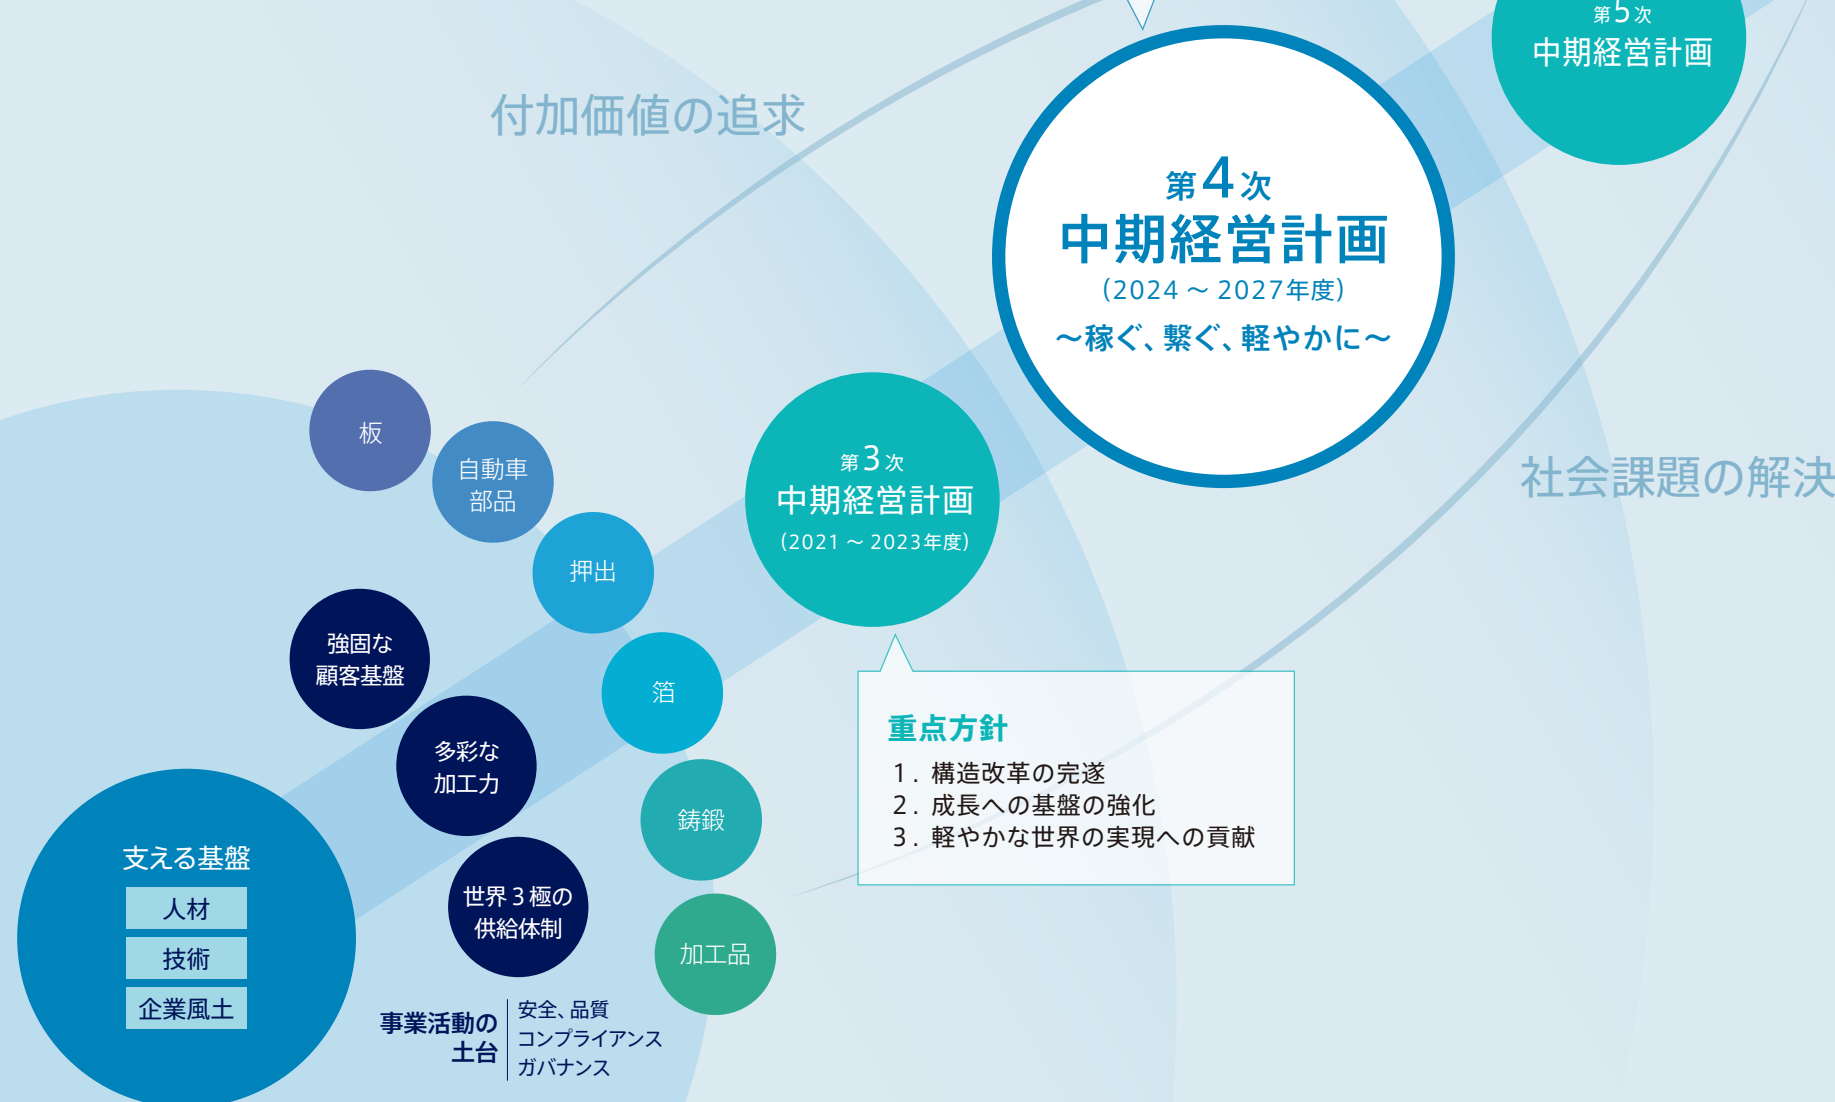 第5次
中期経営計画
付加価値の追求
第4次
中期経営計画
（2024 ～ 2027年度）
～稼ぐ、繋ぐ、軽やかに～
第3次
中期経営計画
（2021 ～ 2023年度）
社会課題の解決
重点方針
1. 構造改革の完遂
2. 成長への基盤の強化
3. 軽やかな世界の実現への貢献
板
自動車
部品
押出
箔
鋳鍛
加工品
強固な
顧客基盤
多彩な
加工力
世界3極の
供給体制
支える基盤
人材
技術
企業風土
事業活動の
土台
安全、品質
コンプライアンス
ガバナンス